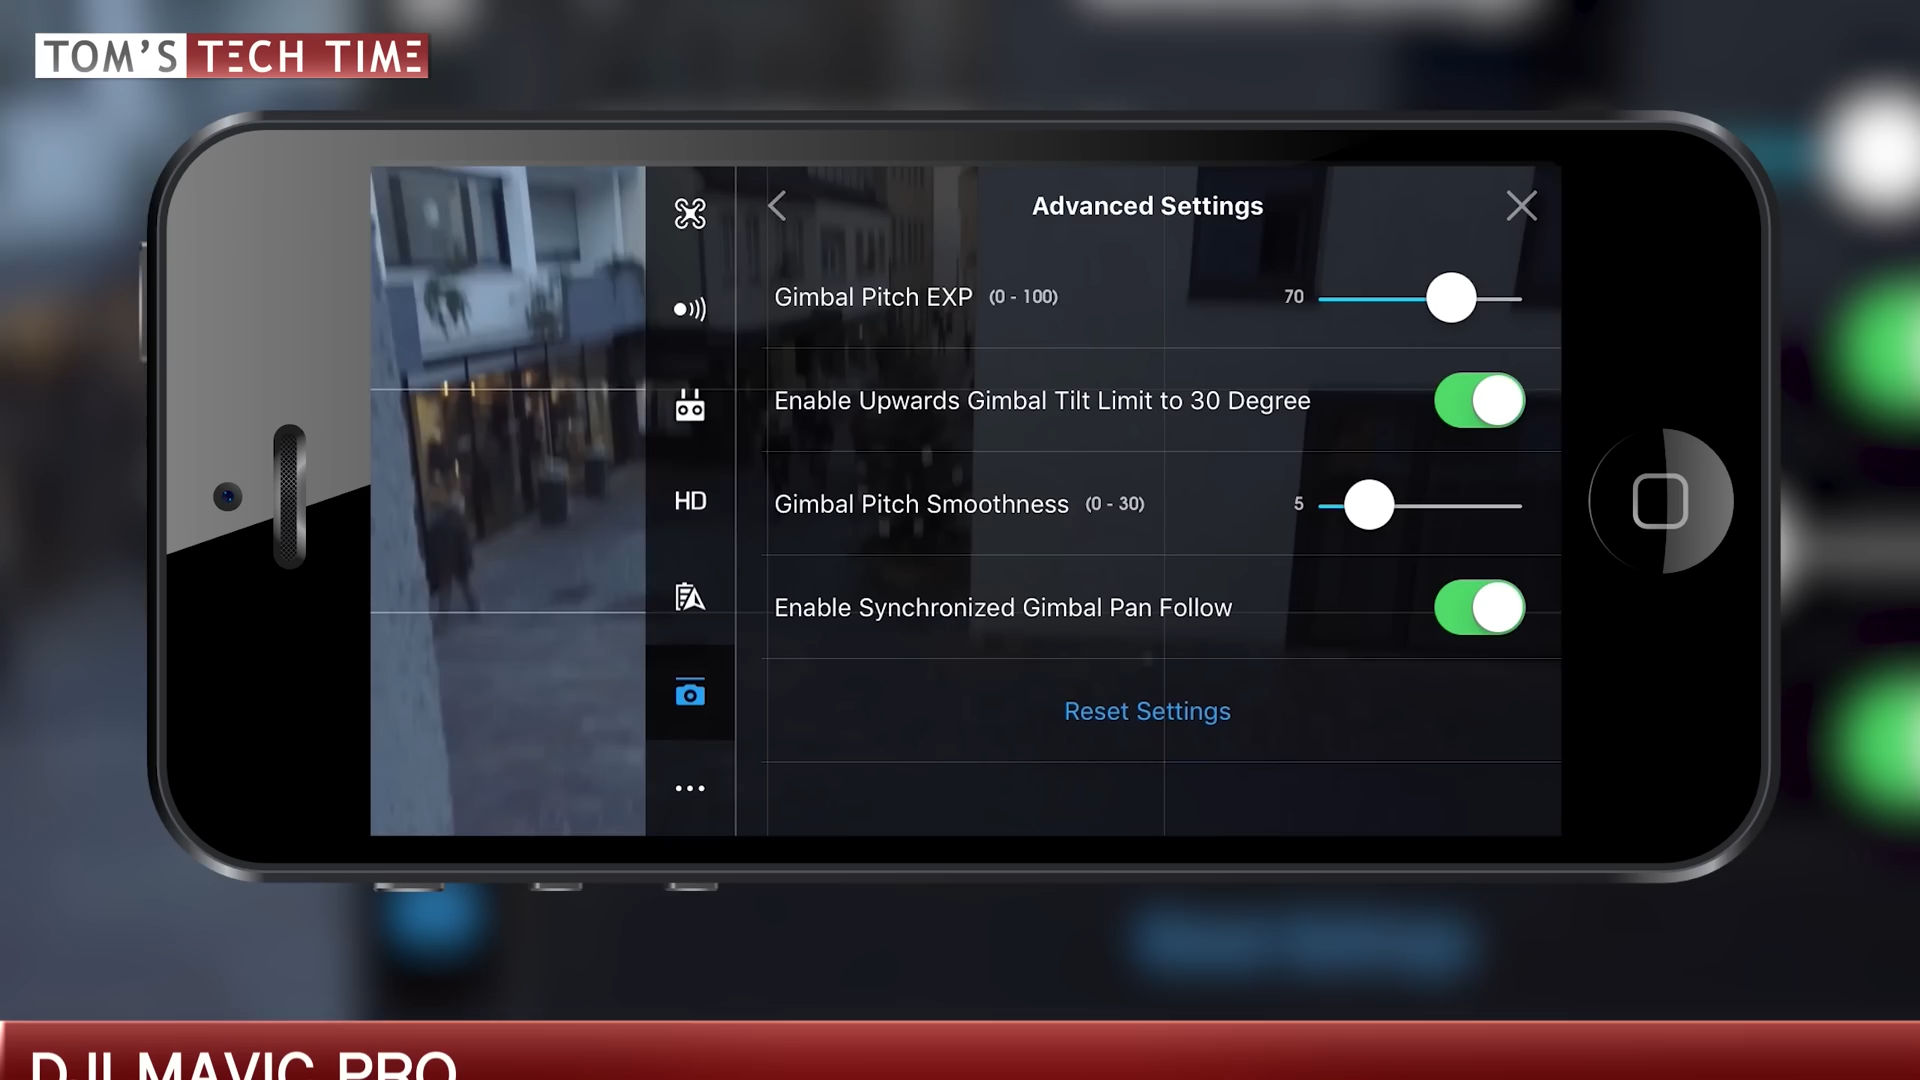 TOM'S TECH TIME
Advanced Settings
Gimbal Pitch EXP (0 - 100) 70
Enable Upwards Gimbal Tilt Limit to 30 Degree
HD Gimbal Pitch Smoothness (0 - 30) 5
Enable Synchronized Gimbal Pan Follow
Reset Settings
DJI MAVIC PRO